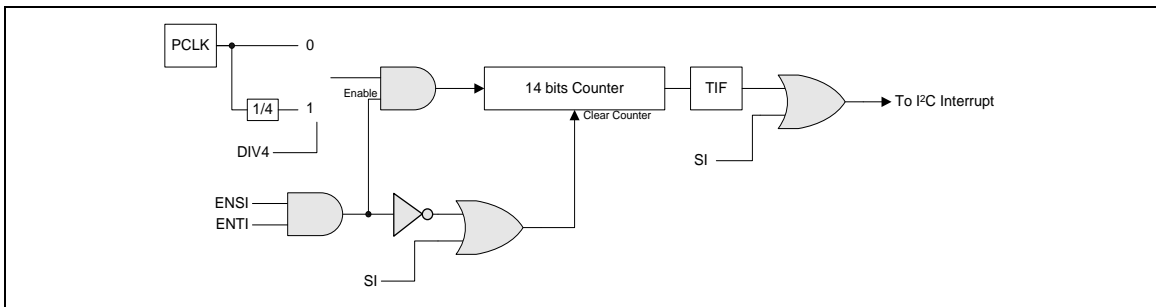 PCLK
0
1/4
1
DIV4
Enable
14 bits Counter
Clear Counter
TIF
SI
To I²C Interrupt
ENSI
ENTI
SI